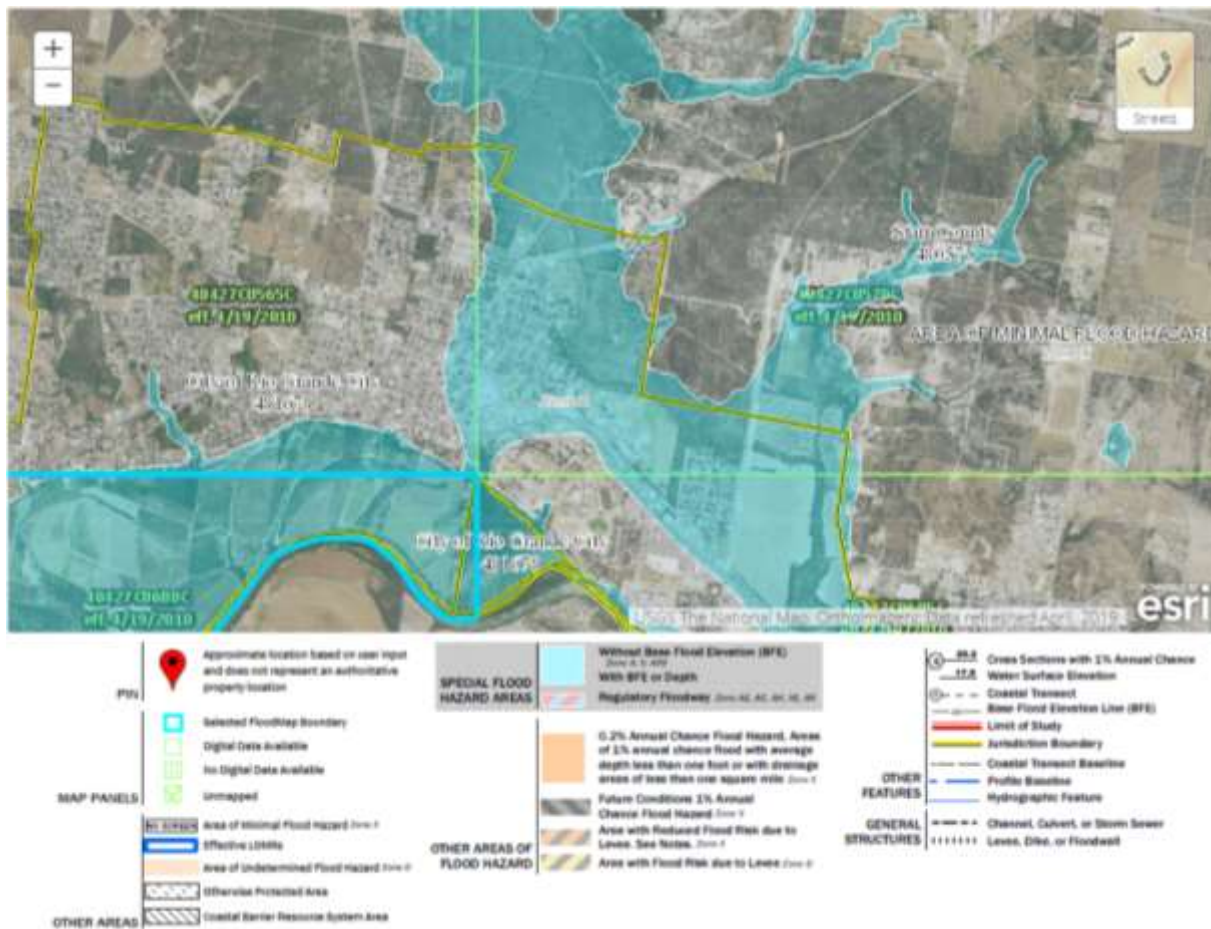 +
−
Streets
Starr County
AREA OF MINIMAL FLOOD HAZARD
eff. 4/19/2010
eff. 4/19/2010
City of Rio Grande City
City of Rio Grande City
eff. 4/19/2010
USGS The National Map: Orthoimagery. Data refreshed April, 2019.
esri
PIN
Approximate location based on user input
and does not represent an authoritative
property location
Selected FloodMap Boundary
Digital Data Available
No Digital Data Available
Unmapped
MAP PANELS
Area of Minimal Flood Hazard Zone X
Effective LOMRs
Area of Undetermined Flood Hazard Zone D
Otherwise Protected Area
Coastal Barrier Resource System Area
OTHER AREAS
SPECIAL FLOOD
HAZARD AREAS
Without Base Flood Elevation (BFE)
Zone A, V, A99
With BFE or Depth
Regulatory Floodway Zone AE, AO, AH, VE, AR
0.2% Annual Chance Flood Hazard, Areas
of 1% annual chance flood with average
depth less than one foot or with drainage
areas of less than one square mile Zone X
Future Conditions 1% Annual
Chance Flood Hazard Zone X
Area with Reduced Flood Risk due to
Levee. See Notes. Zone X
Area with Flood Risk due to Levee Zone D
OTHER AREAS OF
FLOOD HAZARD
Cross Sections with 1% Annual Chance
17.5 Water Surface Elevation
Coastal Transect
Base Flood Elevation Line (BFE)
Limit of Study
Jurisdiction Boundary
Coastal Transect Baseline
Profile Baseline
Hydrographic Feature
OTHER
FEATURES
Channel, Culvert, or Storm Sewer
Levee, Dike, or Floodwall
GENERAL
STRUCTURES